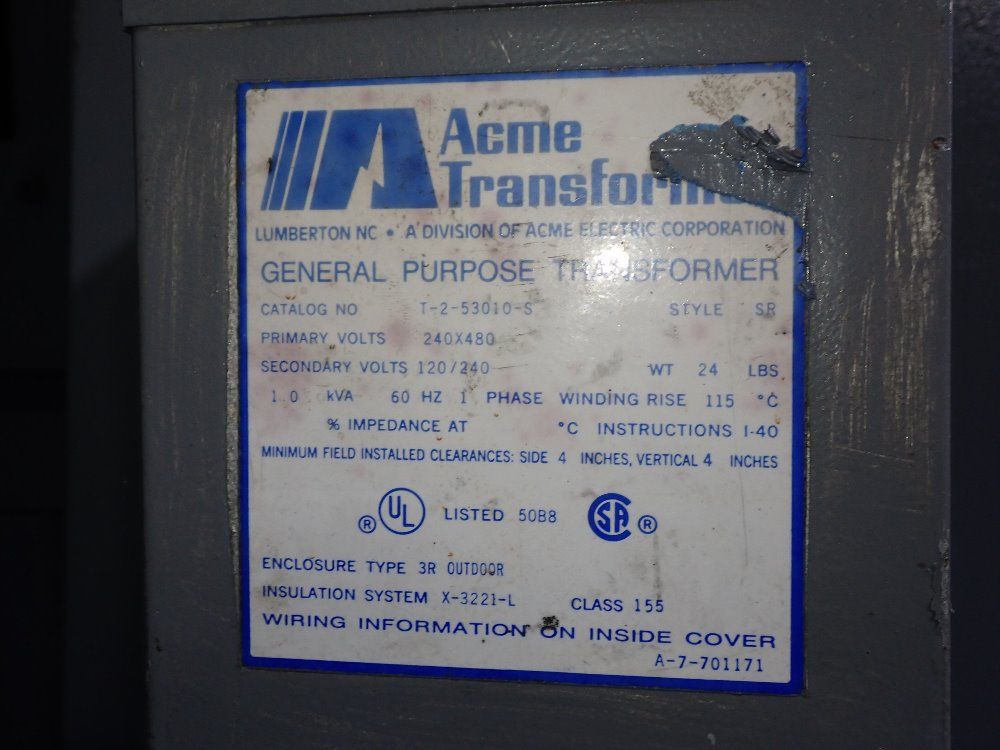 Acme
Transformer
LUMBERTON NC • A DIVISION OF ACME ELECTRIC CORPORATION
GENERAL PURPOSE TRANSFORMER
CATALOG NO T-2-53010-S STYLE SR
PRIMARY VOLTS 240X480
SECONDARY VOLTS 120/240 WT 24 LBS
1.0 kVA 60 HZ 1 PHASE WINDING RISE 115 °C
% IMPEDANCE AT °C INSTRUCTIONS I-40
MINIMUM FIELD INSTALLED CLEARANCES: SIDE 4 INCHES, VERTICAL 4 INCHES
® UL LISTED 50B8 SA ®
ENCLOSURE TYPE 3R OUTDOOR
INSULATION SYSTEM X-3221-L CLASS 155
WIRING INFORMATION ON INSIDE COVER
A-7-701171